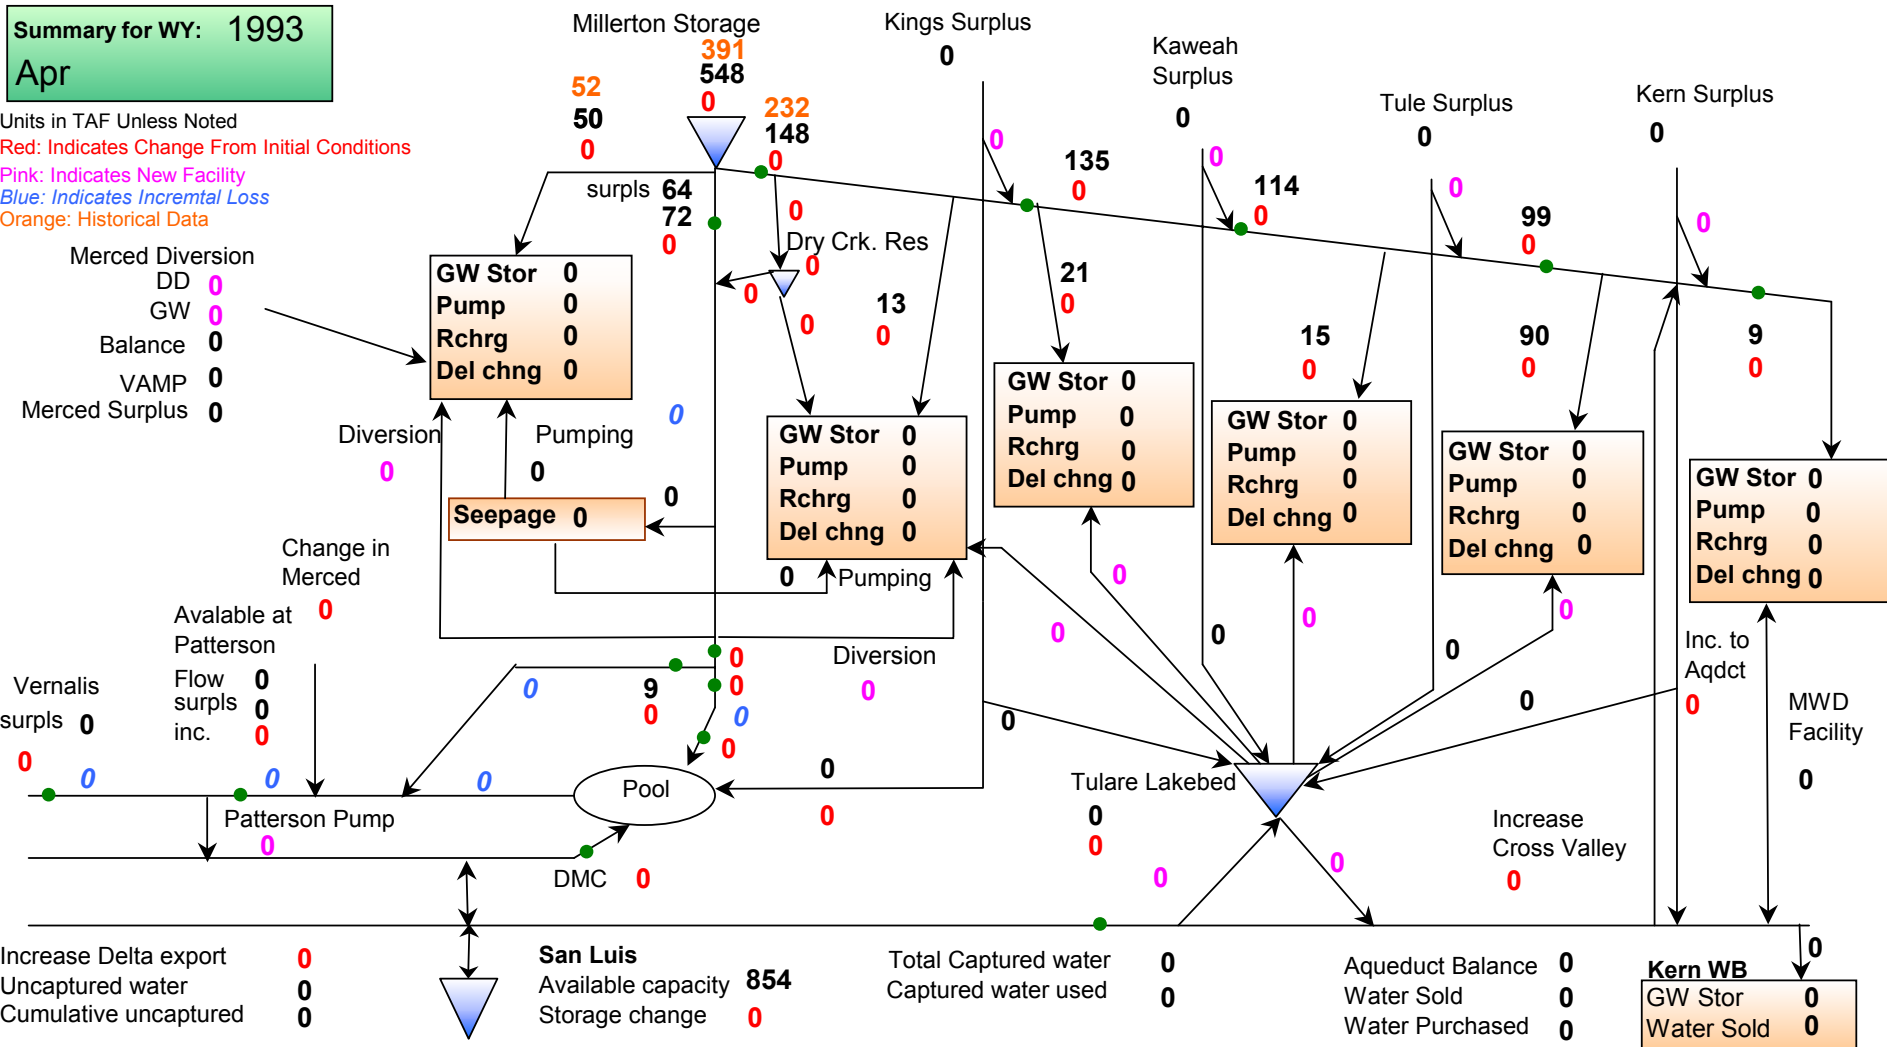 Summary for WY: 1993
Apr
Units in TAF Unless Noted
Red: Indicates Change From Initial Conditions
Pink: Indicates New Facility
Blue: Indicates Incremtal Loss
Orange: Historical Data
Millerton Storage
391
548
0
52
50
0
232
148
0
surpls 64
72
0
Kings Surplus
0
0
Kaweah
Surplus
0
0
Tule Surplus
0
0
Kern Surplus
0
0
135
0
114
0
99
0
0
Dry Crk. Res
0
0
0
13
0
21
0
15
0
90
0
9
0
Merced Diversion
DD 0
GW 0
Balance 0
VAMP 0
Merced Surplus 0
GW Stor 0
Pump 0
Rchrg 0
Del chng 0
GW Stor 0
Pump 0
Rchrg 0
Del chng 0
GW Stor 0
Pump 0
Rchrg 0
Del chng 0
GW Stor 0
Pump 0
Rchrg 0
Del chng 0
GW Stor 0
Pump 0
Rchrg 0
Del chng 0
GW Stor 0
Pump 0
Rchrg 0
Del chng 0
Diversion
0
Pumping
0
0
0
Seepage 0
0 Pumping
Diversion
0
Change in
Merced
0
Avalable at
Patterson
Flow 0
surpls 0
inc. 0
Vernalis
surpls 0
0
0
0
0
0
9
0
0
0
0
0
Pool
0
0
Patterson Pump
0
DMC 0
0
0
0
0
0
0
0
0
0
Tulare Lakebed
0
0
0
0
Inc. to
Aqdct
0
MWD
Facility
0
Increase
Cross Valley
0
Increase Delta export 0
Uncaptured water 0
Cumulative uncaptured 0
San Luis
Available capacity 854
Storage change 0
Total Captured water 0
Captured water used 0
Aqueduct Balance 0
Water Sold 0
Water Purchased 0
0
Kern WB
GW Stor 0
Water Sold 0